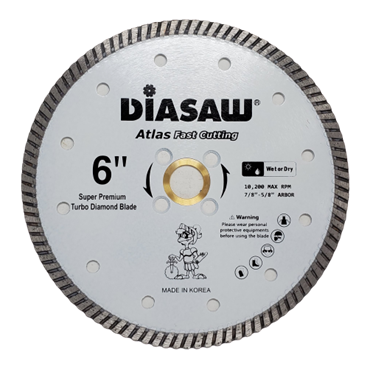 DIASAW®
Atlas Fast Cutting
6"
Super Premium
Turbo Diamond Blade
Wet or Dry
10,200 MAX RPM
7/8"-5/8" ARBOR
Warning
Please wear personal
protective equipments
before using the blade
MADE IN KOREA